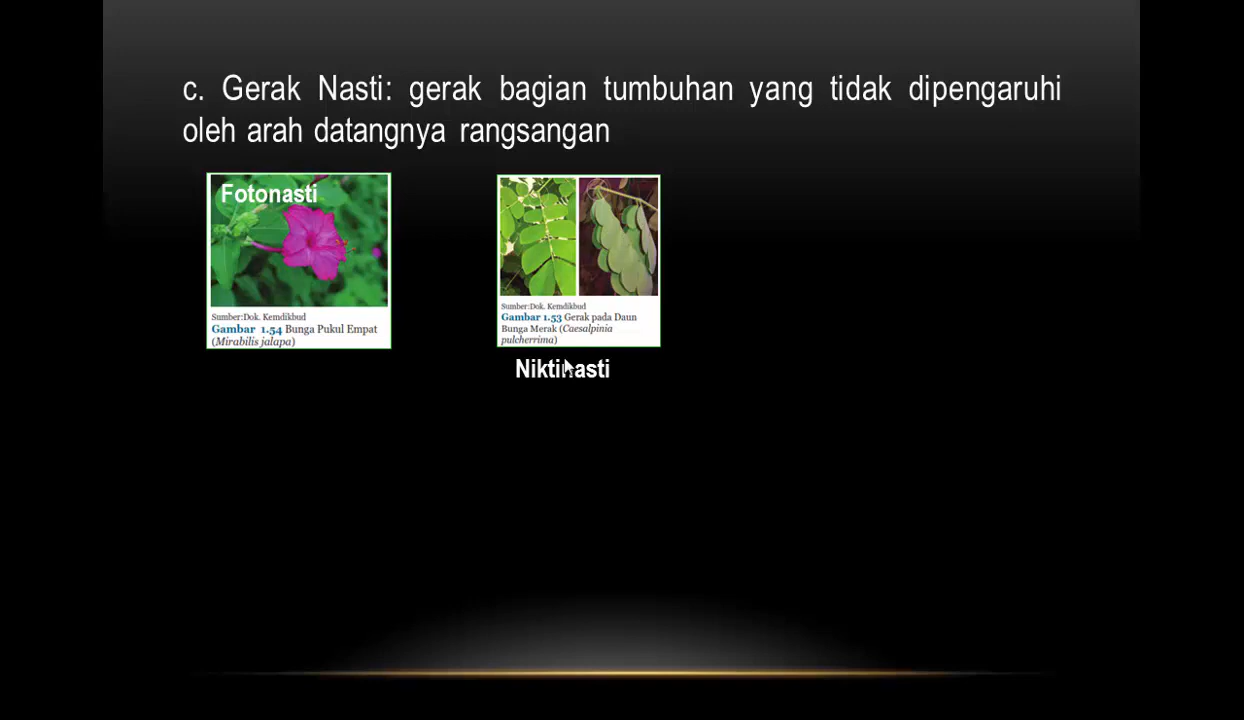 c. Gerak Nasti: gerak bagian tumbuhan yang tidak dipengaruhi
oleh arah datangnya rangsangan
Fotonasti
Sumber:Dok. Kemdikbud
Gambar 1.54 Bunga Pukul Empat
(Mirabilis jalapa)
Sumber:Dok. Kemdikbud
Gambar 1.53 Gerak pada Daun
Bunga Merak (Caesalpinia
pulcherrima)
Niktinasti